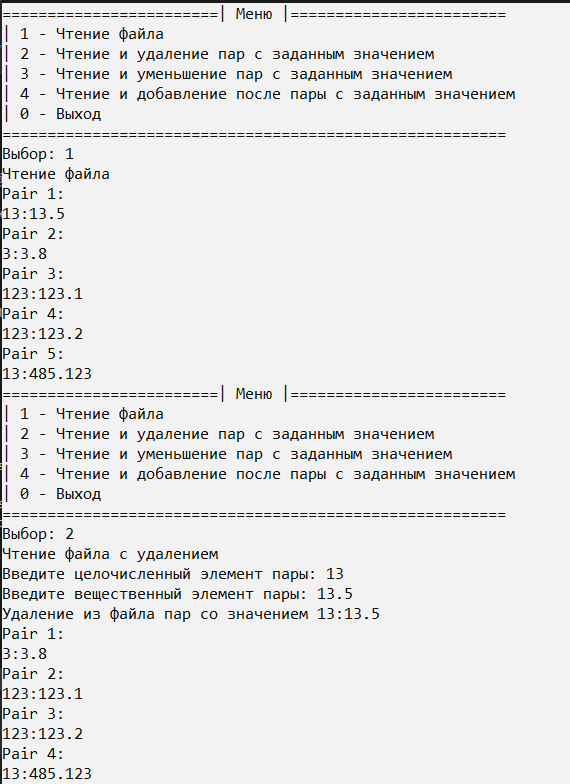 ========================| Меню |========================
| 1 - Чтение файла
| 2 - Чтение и удаление пар с заданным значением
| 3 - Чтение и уменьшение пар с заданным значением
| 4 - Чтение и добавление после пары с заданным значением
| 0 - Выход
========================================================
Выбор: 1
Чтение файла
Pair 1:
13:13.5
Pair 2:
3:3.8
Pair 3:
123:123.1
Pair 4:
123:123.2
Pair 5:
13:485.123
========================| Меню |========================
| 1 - Чтение файла
| 2 - Чтение и удаление пар с заданным значением
| 3 - Чтение и уменьшение пар с заданным значением
| 4 - Чтение и добавление после пары с заданным значением
| 0 - Выход
========================================================
Выбор: 2
Чтение файла с удалением
Введите целочисленный элемент пары: 13
Введите вещественный элемент пары: 13.5
Удаление из файла пар со значением 13:13.5
Pair 1:
3:3.8
Pair 2:
123:123.1
Pair 3:
123:123.2
Pair 4:
13:485.123